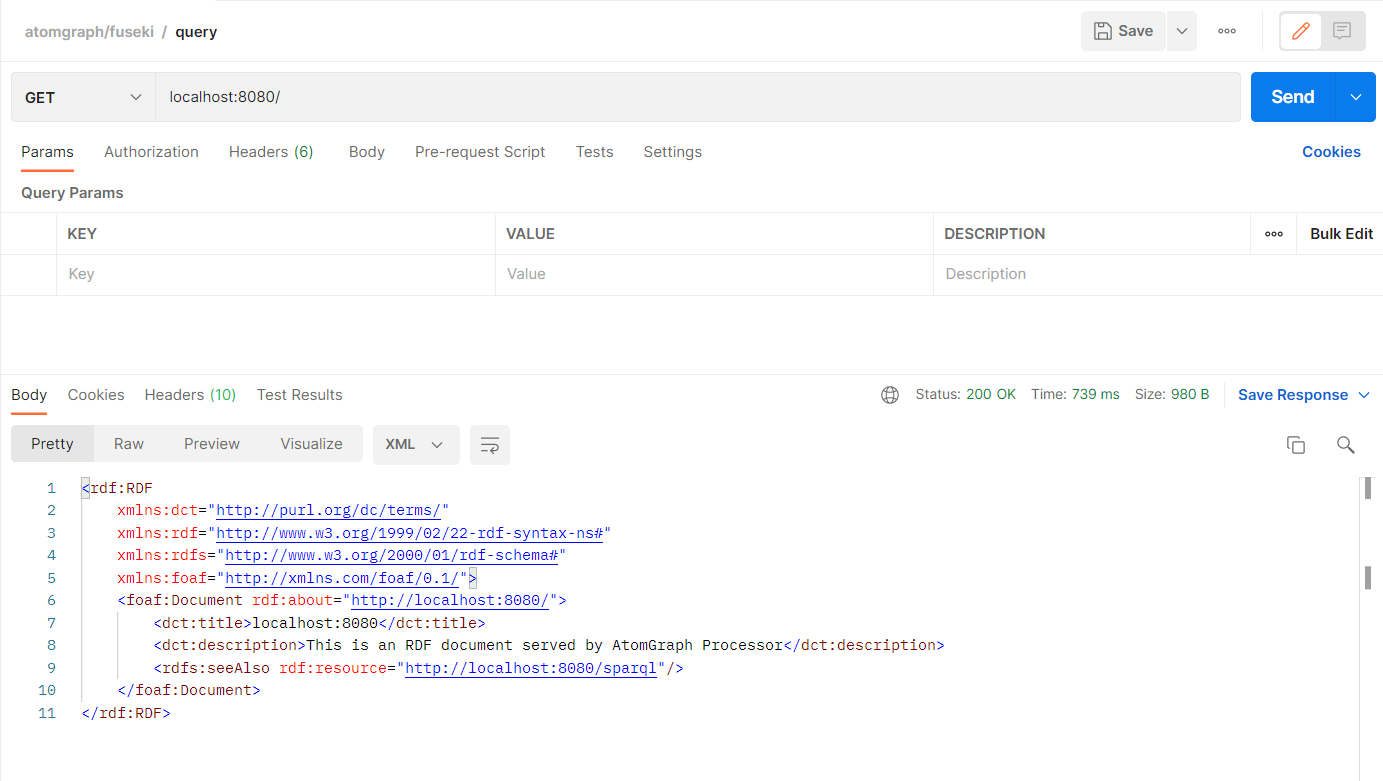 atomgraph/fuseki / query Save
GET localhost:8080/ Send
Params Authorization Headers (6) Body Pre-request Script Tests Settings Cookies
Query Params
KEY VALUE DESCRIPTION Bulk Edit
Key Value Description
Body Cookies Headers (10) Test Results Status: 200 OK Time: 739 ms Size: 980 B Save Response
Pretty Raw Preview Visualize XML
1 <rdf:RDF
2 xmlns:dct="http://purl.org/dc/terms/"
3 xmlns:rdf="http://www.w3.org/1999/02/22-rdf-syntax-ns#"
4 xmlns:rdfs="http://www.w3.org/2000/01/rdf-schema#"
5 xmlns:foaf="http://xmlns.com/foaf/0.1/">
6 <foaf:Document rdf:about="http://localhost:8080/">
7 <dct:title>localhost:8080</dct:title>
8 <dct:description>This is an RDF document served by AtomGraph Processor</dct:description>
9 <rdfs:seeAlso rdf:resource="http://localhost:8080/sparql"/>
10 </foaf:Document>
11 </rdf:RDF>